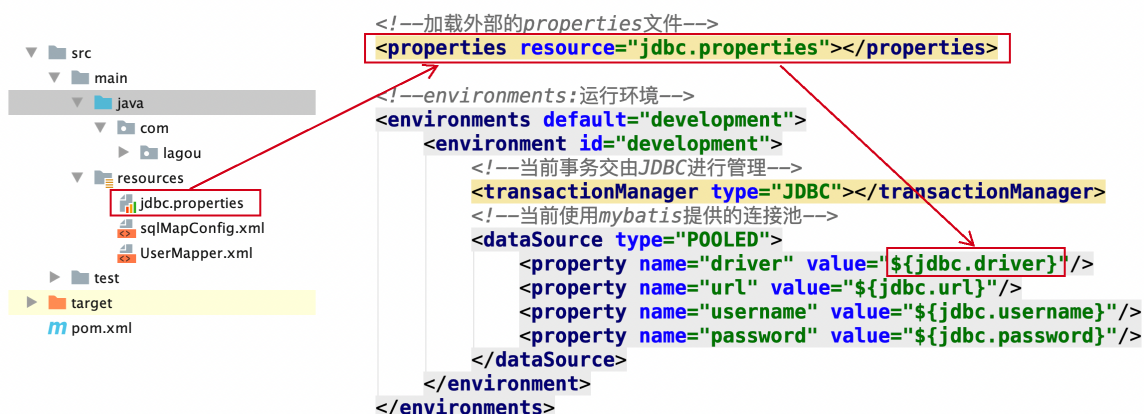 src
main
java
com
lagou
resources
jdbc.properties
sqlMapConfig.xml
UserMapper.xml
test
target
pom.xml
<!--加载外部的properties文件-->
<properties resource="jdbc.properties"></properties>
<!--environments:运行环境-->
<environments default="development">
<environment id="development">
<!--当前事务交由JDBC进行管理-->
<transactionManager type="JDBC"></transactionManager>
<!--当前使用mybatis提供的连接池-->
<dataSource type="POOLED">
<property name="driver" value="${jdbc.driver}"/>
<property name="url" value="${jdbc.url}"/>
<property name="username" value="${jdbc.username}"/>
<property name="password" value="${jdbc.password}"/>
</dataSource>
</environment>
</environments>